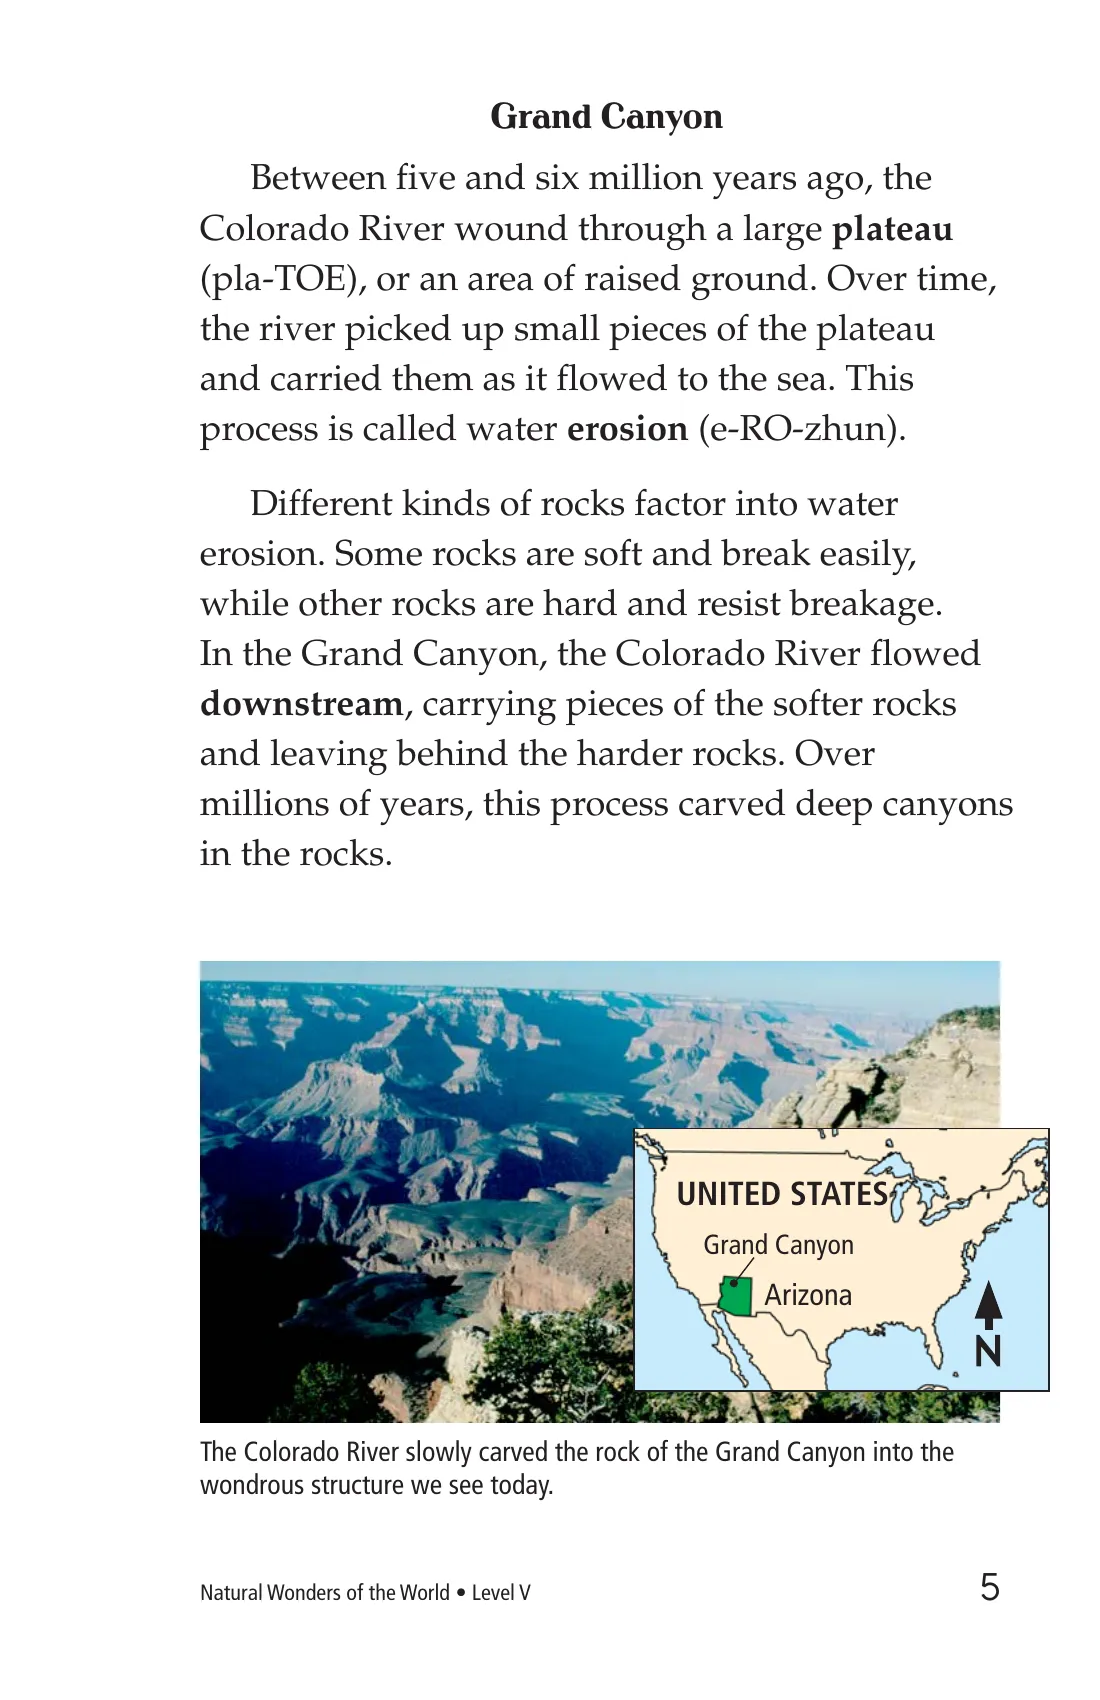 Grand Canyon
Between five and six million years ago, the
Colorado River wound through a large plateau
(pla-TOE), or an area of raised ground. Over time,
the river picked up small pieces of the plateau
and carried them as it flowed to the sea. This
process is called water erosion (e-RO-zhun).
Different kinds of rocks factor into water
erosion. Some rocks are soft and break easily,
while other rocks are hard and resist breakage.
In the Grand Canyon, the Colorado River flowed
downstream, carrying pieces of the softer rocks
and leaving behind the harder rocks. Over
millions of years, this process carved deep canyons
in the rocks.
UNITED STATES
Grand Canyon
Arizona
N
The Colorado River slowly carved the rock of the Grand Canyon into the
wondrous structure we see today.
Natural Wonders of the World • Level V
5